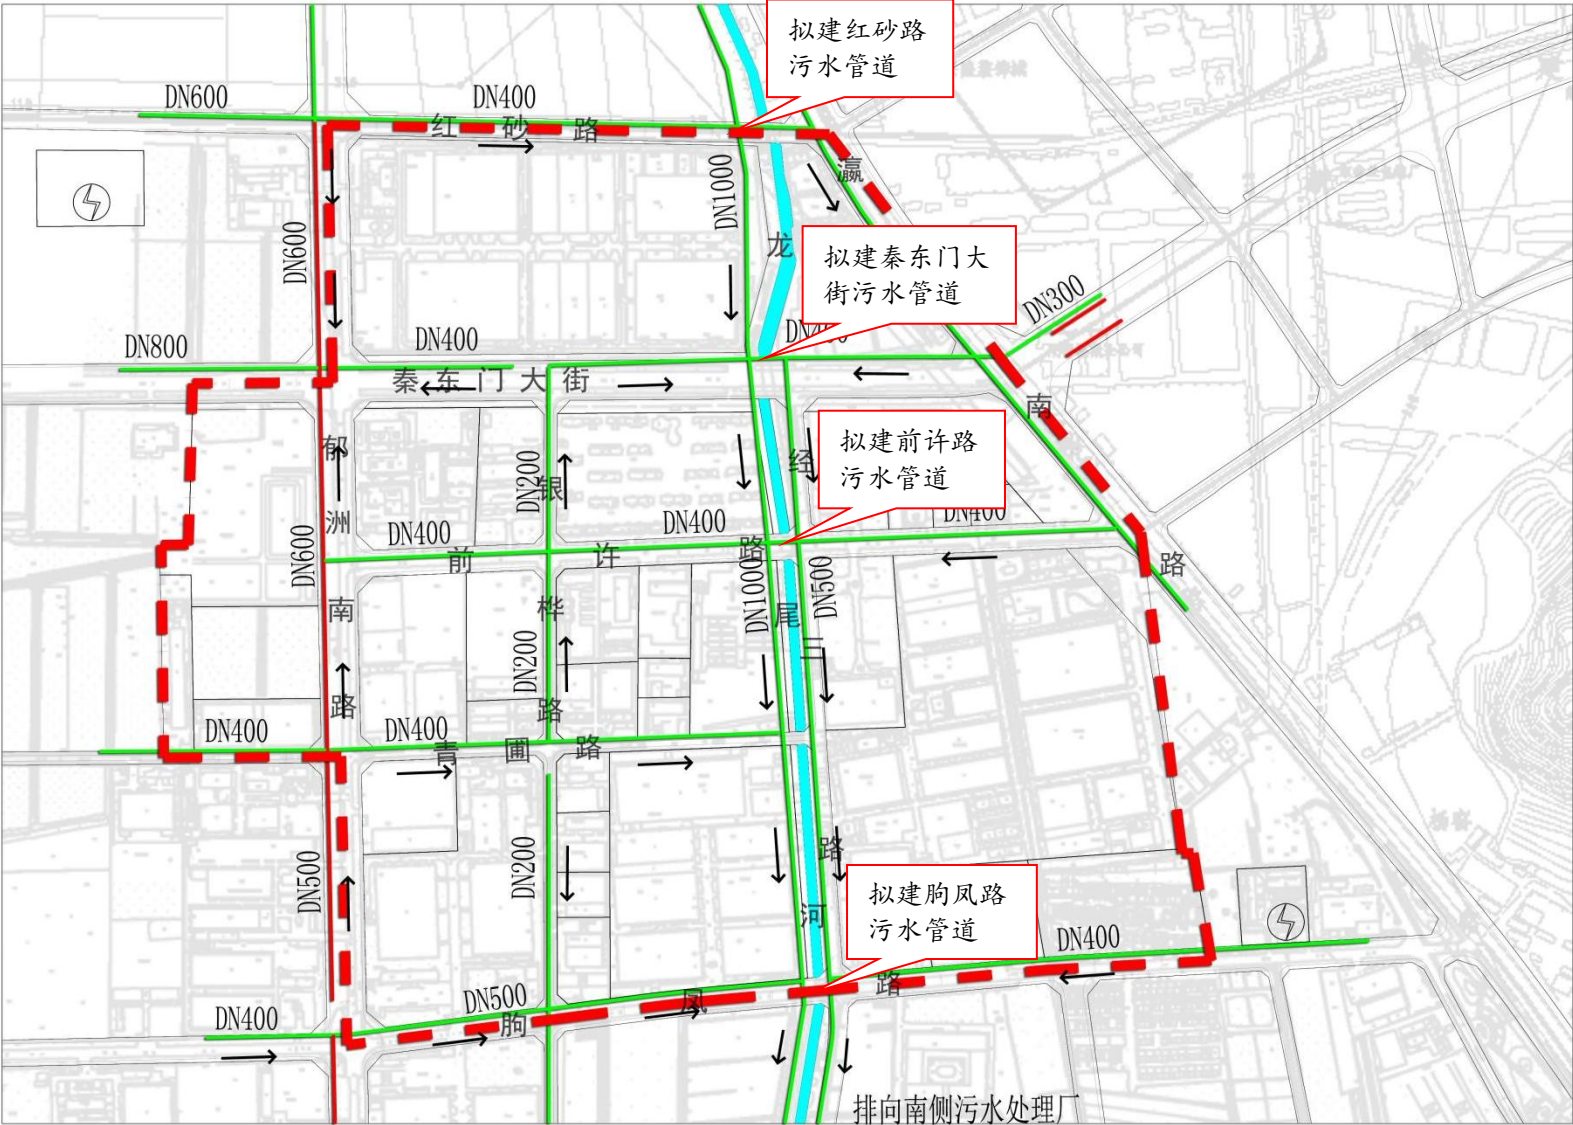 拟建红砂路
污水管道
DN600
DN400
红砂路
瀛
DN1000
DN600
龙
拟建秦东门大
街污水管道
DN300
DN800
DN400
DN400
秦东门大街
南
郁
拟建前许路
污水管道
经
DN200
银
洲
DN400
DN400
DN400
前许路
路
DN600
DN1000
DN500
南
桦
尾
三
DN200
路
路
DN400
DN400
青圃路
DN500
DN200
路
拟建朐凤路
污水管道
河
DN400
DN500
凤
路
朐
DN400
排向南侧污水处理厂